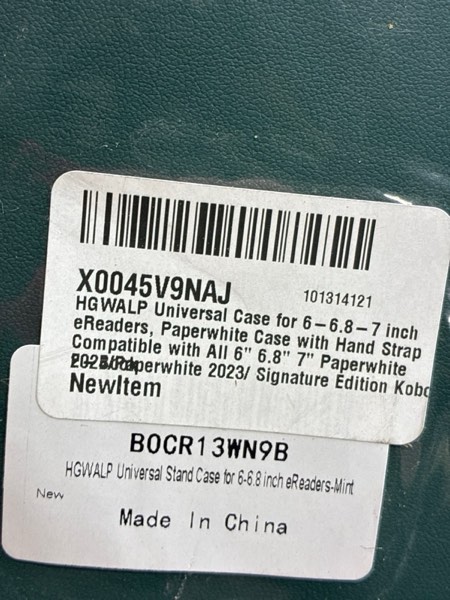 X0045V9NAJ 101314121
HGWALP Universal Case for 6–6.8–7 inch
eReaders, Paperwhite Case with Hand Strap
Compatible with All 6" 6.8" 7" Paperwhite
Paperwhite 2023/ Signature Edition Kobo
NewItem
B0CR13WN9B
HGWALP Universal Stand Case for 6-6.8 inch eReaders-Mint
New
Made In China